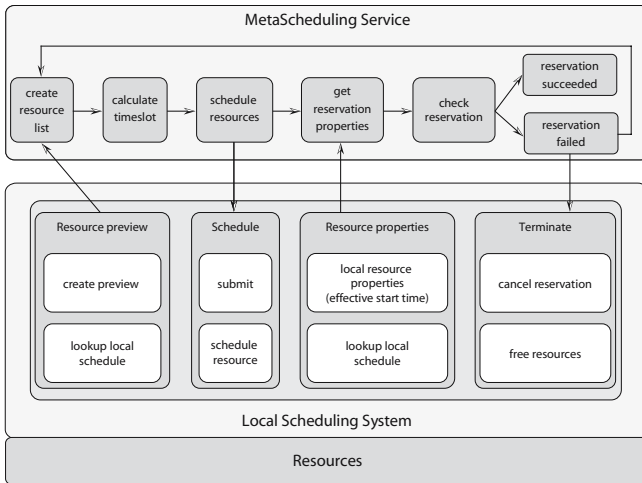 MetaScheduling Service
create
resource
list
calculate
timeslot
schedule
resources
get
reservation
properties
check
reservation
reservation
succeeded
reservation
failed
Resource preview
create preview
lookup local
schedule
Schedule
submit
schedule
resource
Resource properties
local resource
properties
(effective start time)
lookup local
schedule
Terminate
cancel reservation
free resources
Local Scheduling System
Resources